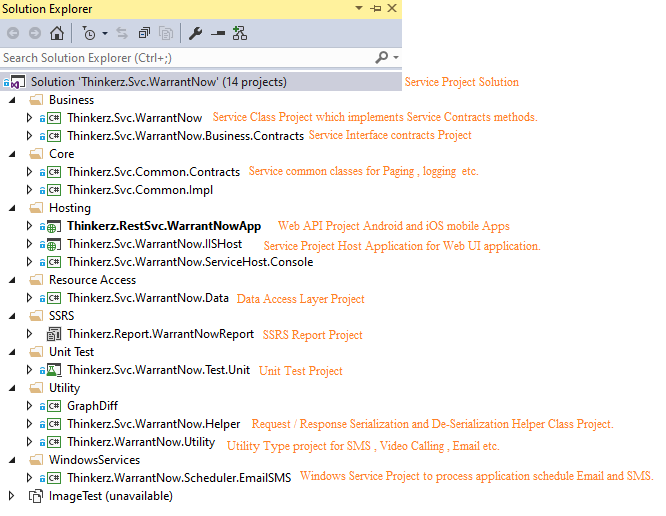 Solution Explorer
Search Solution Explorer (Ctrl+;)
Solution 'Thinkerz.Svc.WarrantNow' (14 projects) Service Project Solution
Business
C# Thinkerz.Svc.WarrantNow Service Class Project which implements Service Contracts methods.
C# Thinkerz.Svc.WarrantNow.Business.Contracts Service Interface contracts Project
Core
C# Thinkerz.Svc.Common.Contracts Service common classes for Paging , logging etc.
C# Thinkerz.Svc.Common.Impl
Hosting
Thinkerz.RestSvc.WarrantNowApp Web API Project Android and iOS mobile Apps
Thinkerz.Svc.WarrantNow.IISHost Service Project Host Application for Web UI application.
C# Thinkerz.Svc.WarrantNow.ServiceHost.Console
Resource Access
C# Thinkerz.Svc.WarrantNow.Data Data Access Layer Project
SSRS
Thinkerz.Report.WarrantNowReport SSRS Report Project
Unit Test
Thinkerz.Svc.WarrantNow.Test.Unit Unit Test Project
Utility
C# GraphDiff
C# Thinkerz.Svc.WarrantNow.Helper Request / Response Serialization and De-Serialization Helper Class Project.
C# Thinkerz.WarrantNow.Utility Utility Type project for SMS , Video Calling , Email etc.
WindowsServices
C# Thinkerz.WarrantNow.Scheduler.EmailSMS Windows Service Project to process application schedule Email and SMS.
ImageTest (unavailable)